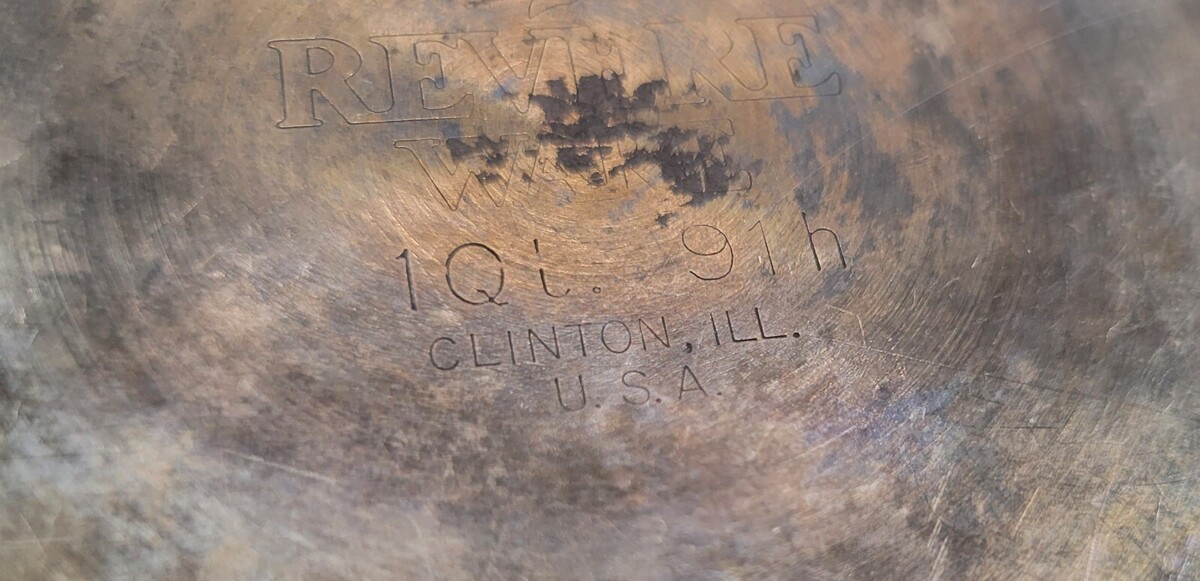 REVERE
WARE
1Qt. 91h
CLINTON, ILL.
U.S.A.